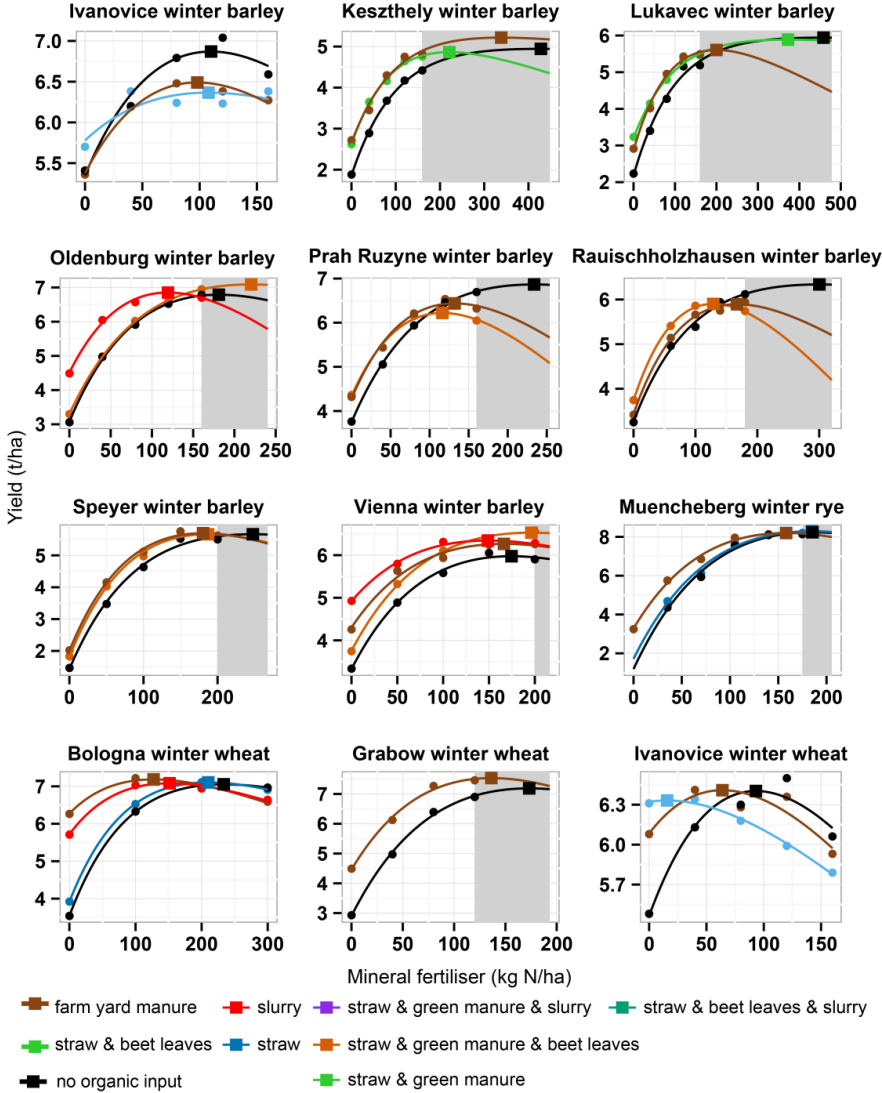 Ivanovice winter barley Keszthely winter barley Lukavec winter barley
7.0 6.5 6.0 5.5
0 50 100 150
5 4 3 2
0 100 200 300 400
6 5 4 3 2
0 100 200 300 400 500
Oldenburg winter barley Prah Ruzyne winter barley Rauischholzhausen winter barley
7 6 5 4 3
0 50 100 150 200 250
7 6 5 4
0 50 100 150 200 250
6 5 4
0 100 200 300
Yield (t/ha)
Speyer winter barley Vienna winter barley Muencheberg winter rye
5 4 3 2
0 100 200
6 5 4
0 50 100 150 200
8 6 4 2
0 50 100 150 200
Bologna winter wheat Grabow winter wheat Ivanovice winter wheat
7 6 5 4
0 100 200 300
7 6 5 4 3
0 50 100 150
6.3 6.0 5.7
0 50 100 150
Mineral fertiliser (kg N/ha)
farm yard manure slurry straw & green manure & slurry straw & beet leaves & slurry
straw & beet leaves straw straw & green manure & beet leaves
no organic input straw & green manure